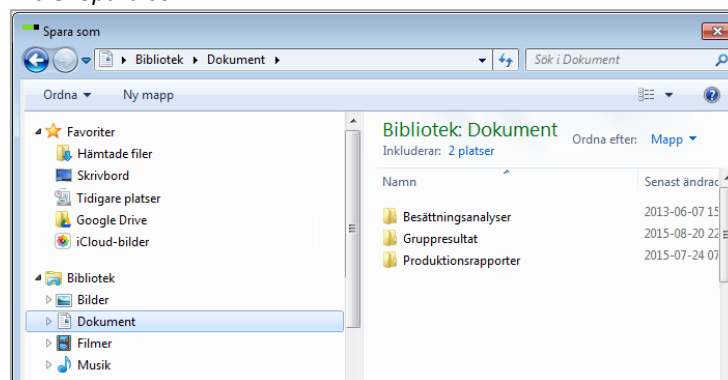 Spara som
Bibliotek Dokument
Sök i Dokument
Ordna Ny mapp
Favoriter
Hämtade filer
Skrivbord
Tidigare platser
Google Drive
iCloud-bilder
Bibliotek
Bilder
Dokument
Filmer
Musik
Bibliotek: Dokument
Inkluderar: 2 platser
Ordna efter: Mapp
Namn Senast ändrac
Besättningsanalyser 2013-06-07 15
Gruppresultat 2015-08-20 22
Produktionsrapporter 2015-07-24 07